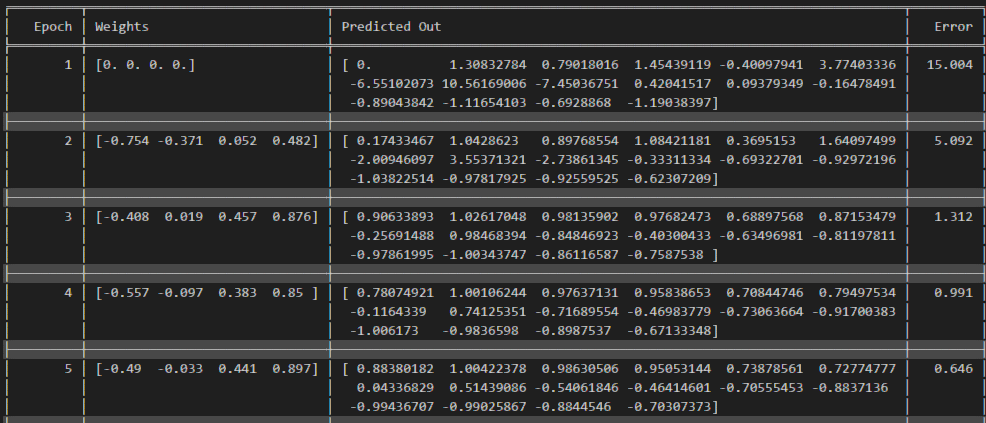 Epoch Weights Predicted Out Error
1 [0. 0. 0. 0.] [ 0. 1.30832784 0.79018016 1.45439119 -0.40097941 3.77403336 15.004
-6.55102073 10.56169006 -7.45036751 0.42041517 0.09379349 -0.16478491
-0.89043842 -1.11654103 -0.6928868 -1.19038397]
2 [-0.754 -0.371 0.052 0.482] [ 0.17433467 1.0428623 0.89768554 1.08421181 0.3695153 1.64097499 5.092
-2.00946097 3.55371321 -2.73861345 -0.33311334 -0.69322701 -0.92972196
-1.03822514 -0.97817925 -0.92559525 -0.62307209]
3 [-0.408 0.019 0.457 0.876] [ 0.90633893 1.02617048 0.98135902 0.97682473 0.68897568 0.87153479 1.312
-0.25691488 0.98468394 -0.84846923 -0.40300433 -0.63496981 -0.81197811
-0.97861995 -1.00343747 -0.86116587 -0.7587538 ]
4 [-0.557 -0.097 0.383 0.85 ] [ 0.78074921 1.00106244 0.97637131 0.95838653 0.70844746 0.79497534 0.991
-0.1164339 0.74125351 -0.71689554 -0.46983779 -0.73063664 -0.91700383
-1.006173 -0.9836598 -0.8987537 -0.67133348]
5 [-0.49 -0.033 0.441 0.897] [ 0.88380182 1.00422378 0.98630506 0.95053144 0.73878561 0.72774777 0.646
0.04336829 0.51439086 -0.54061846 -0.46414601 -0.70555453 -0.8837136
-0.99436707 -0.99025867 -0.8844546 -0.70307373]